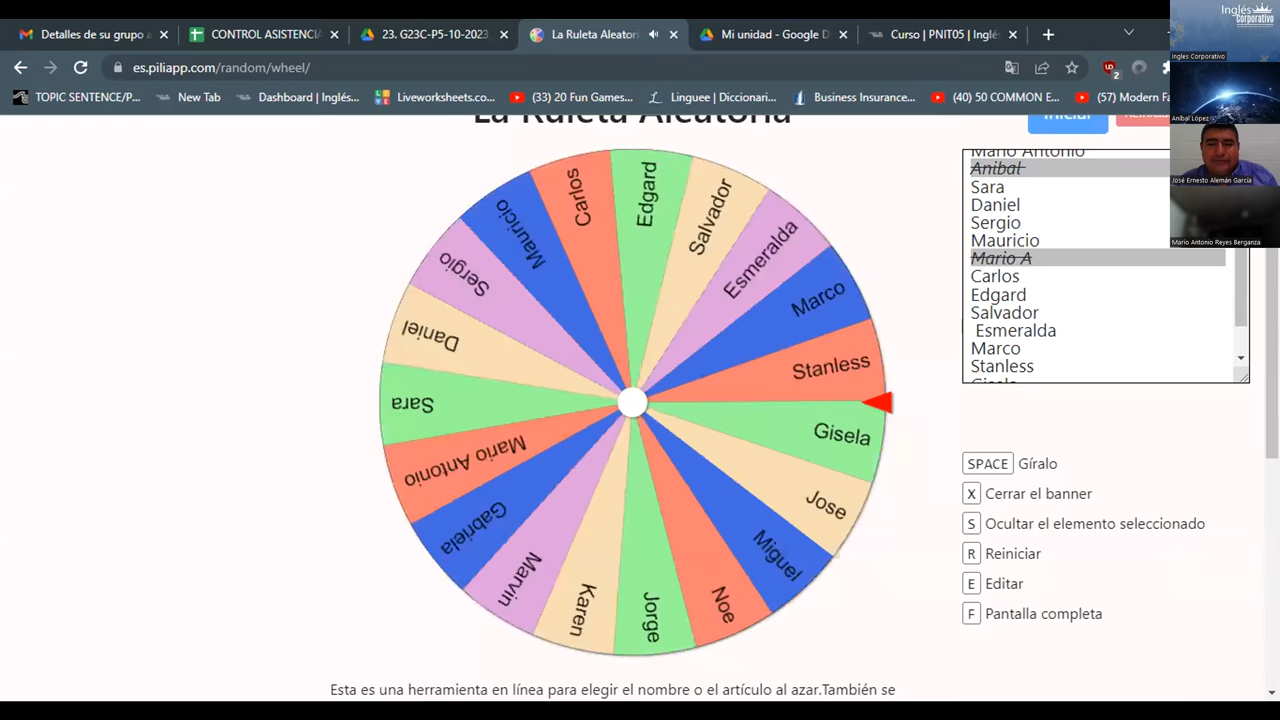 Detalles de su grupo a
CONTROL ASISTENCIA
23. G23C-P5-10-2023
La Ruleta Aleatori
Mi unidad - Google D
Curso | PNIT05 | Inglé
es.piliapp.com/random/wheel/
TOPIC SENTENCE/P...
New Tab
Dashboard | Inglés...
Liveworksheets.co...
(33) 20 Fun Games...
Linguee | Diccionari...
Business Insurance...
(40) 50 COMMON E...
(57) Modern Fa
La Ruleta Aleatoria
Iniciar
Edgard
Salvador
Esmeralda
Marco
Stanless
Gisela
Jose
Miguel
Noe
Jorge
Karen
Marvin
Gabriela
Mario Antonio
Sara
Daniel
Sergio
Mauricio
Carlos
Mario Antonio
Anibal
Sara
Daniel
Sergio
Mauricio
Mario A
Carlos
Edgard
Salvador
Esmeralda
Marco
Stanless
Gisela
SPACE Gíralo
X Cerrar el banner
S Ocultar el elemento seleccionado
R Reiniciar
E Editar
F Pantalla completa
Esta es una herramienta en línea para elegir el nombre o el artículo al azar.También se
Inglés
Corporativo
Ingles Corporativo
Aníbal López
José Ernesto Alemán García
Mario Antonio Reyes Berganza